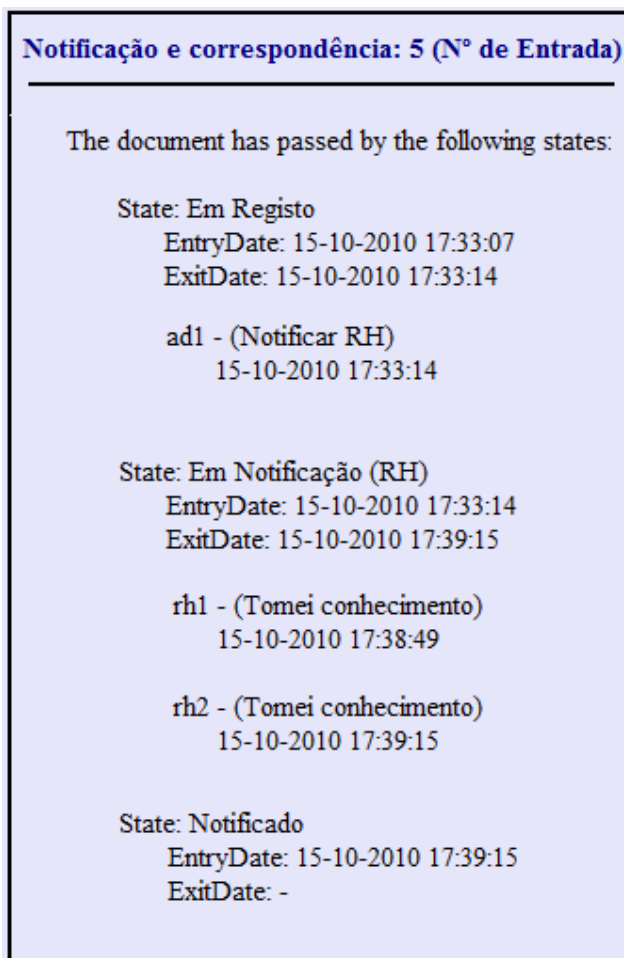 Notificação e correspondência: 5 (Nº de Entrada)
The document has passed by the following states:
State: Em Registo
EntryDate: 15-10-2010 17:33:07
ExitDate: 15-10-2010 17:33:14
ad1 - (Notificar RH)
15-10-2010 17:33:14
State: Em Notificação (RH)
EntryDate: 15-10-2010 17:33:14
ExitDate: 15-10-2010 17:39:15
rh1 - (Tomei conhecimento)
15-10-2010 17:38:49
rh2 - (Tomei conhecimento)
15-10-2010 17:39:15
State: Notificado
EntryDate: 15-10-2010 17:39:15
ExitDate: -